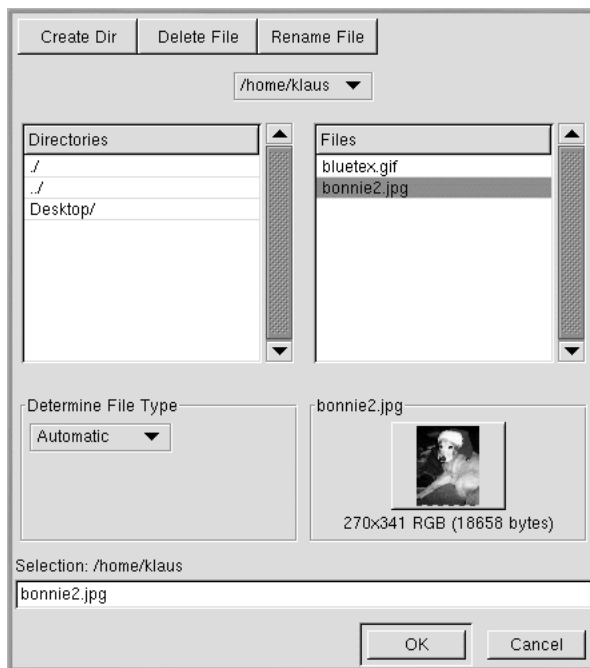 Create Dir
Delete File
Rename File
/home/klaus
Directories
./
../
Desktop/
Files
bluetex.gif
bonnie2.jpg
Determine File Type
Automatic
bonnie2.jpg
270x341 RGB (18658 bytes)
Selection: /home/klaus
bonnie2.jpg
OK
Cancel